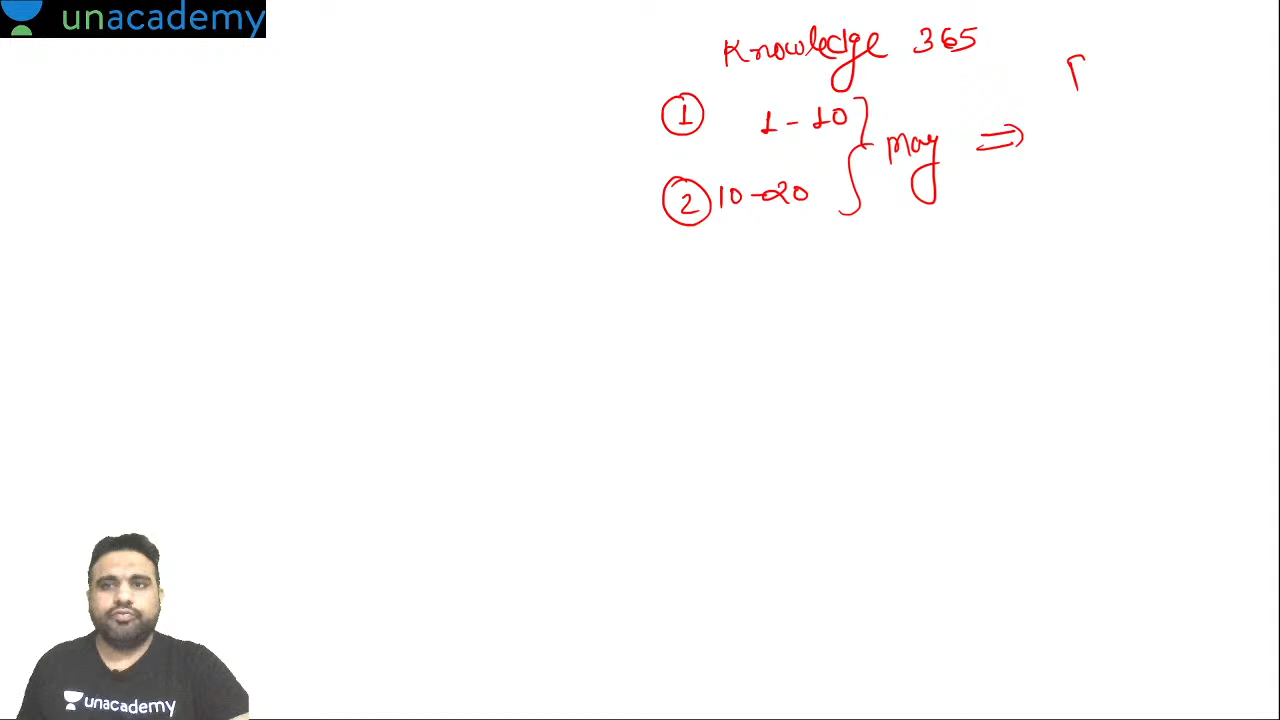 unacademy
Knowledge 365
1 1 - 10
May ⇒
2 10 - 20
unacademy